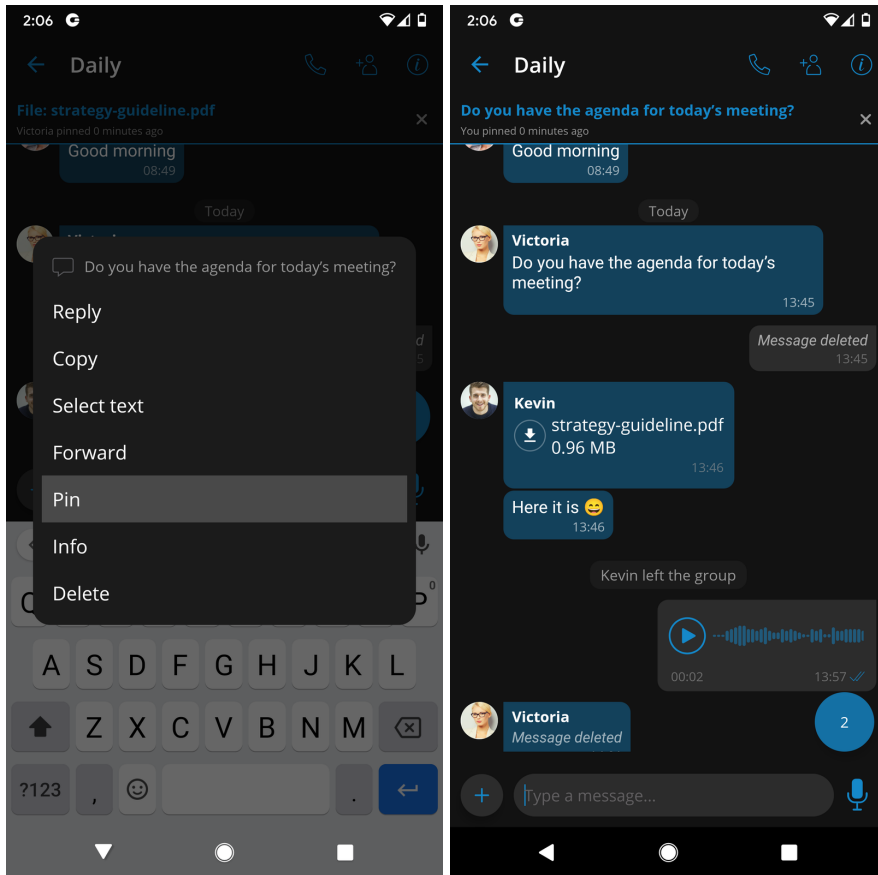 2:06
Daily
File: strategy-guideline.pdf
Victoria pinned 0 minutes ago
Good morning
08:49
Today
Do you have the agenda for today's meeting?
Reply
Copy
Select text
Forward
Pin
Info
Delete
P
0
A S D F G H J K L
Z X C V B N M
?123 , .
2:06
Daily
Do you have the agenda for today's meeting?
You pinned 0 minutes ago
Good morning
08:49
Today
Victoria
Do you have the agenda for today's
meeting?
13:45
Message deleted
13:45
Kevin
strategy-guideline.pdf
0.96 MB
13:46
Here it is 😄
13:46
Kevin left the group
00:02
13:57
Victoria
Message deleted
2
Type a message...